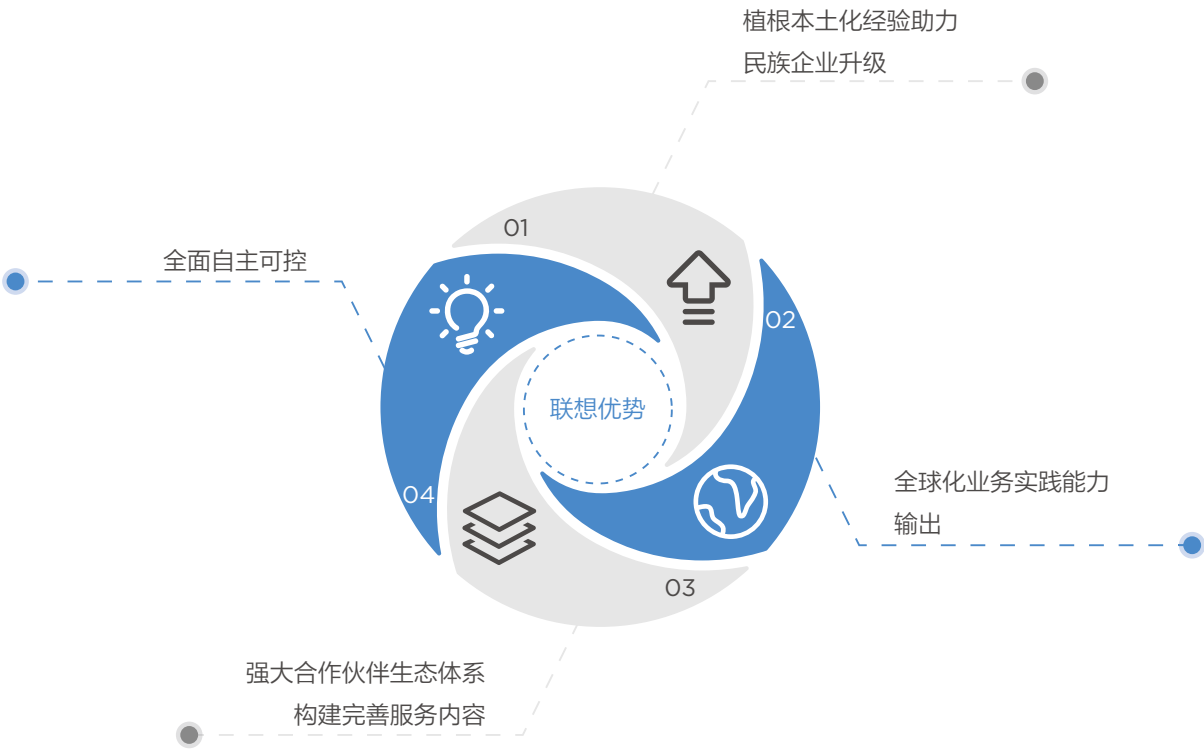 植根本土化经验助力
民族企业升级
01
全面自主可控
02
联想优势
全球化业务实践能力
输出
04
03
强大合作伙伴生态体系
构建完善服务内容